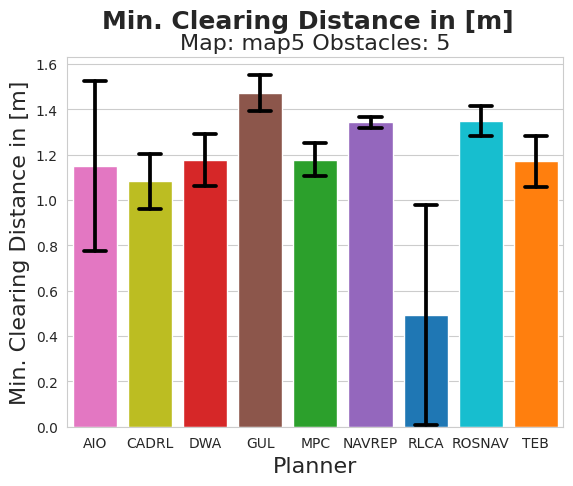 Min. Clearing Distance in [m]
Map: map5 Obstacles: 5
Min. Clearing Distance in [m]
1.6
1.4
1.2
1.0
0.8
0.6
0.4
0.2
0.0
AIO CADRL DWA GUL MPC NAVREP RLCA ROSNAV TEB
Planner